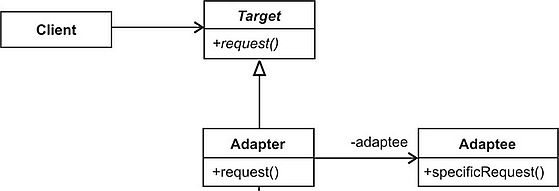 Client
Target
+request()
Adapter
+request()
-adaptee
Adaptee
+specificRequest()